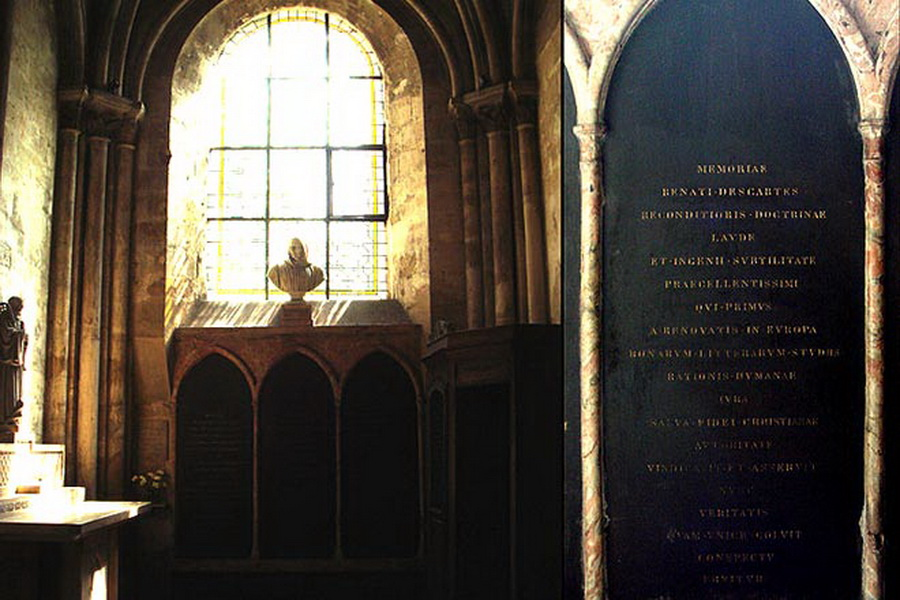 MEMORIAE
RENATI·DESCARTES
RECONDITIORIS·DOCTRINAE
LAVDE
ET·INGENII·SVBTILITATE
PRAECELLENTISSIMI
QVI·PRIMVS
A·RENOVATIS·IN·EVROPA
BONARVM·LITTERARVM·STVDIIS
RATIONIS·HVMANAE
IVRA
SALVA·FIDEI·CHRISTIANAE
AVTORITATE
VINDICAVIT·ET·ASSERVIT
NVNC
VERITATIS
QVAM·VNICE·COLVIT
CONSPECTV
FRVITVR